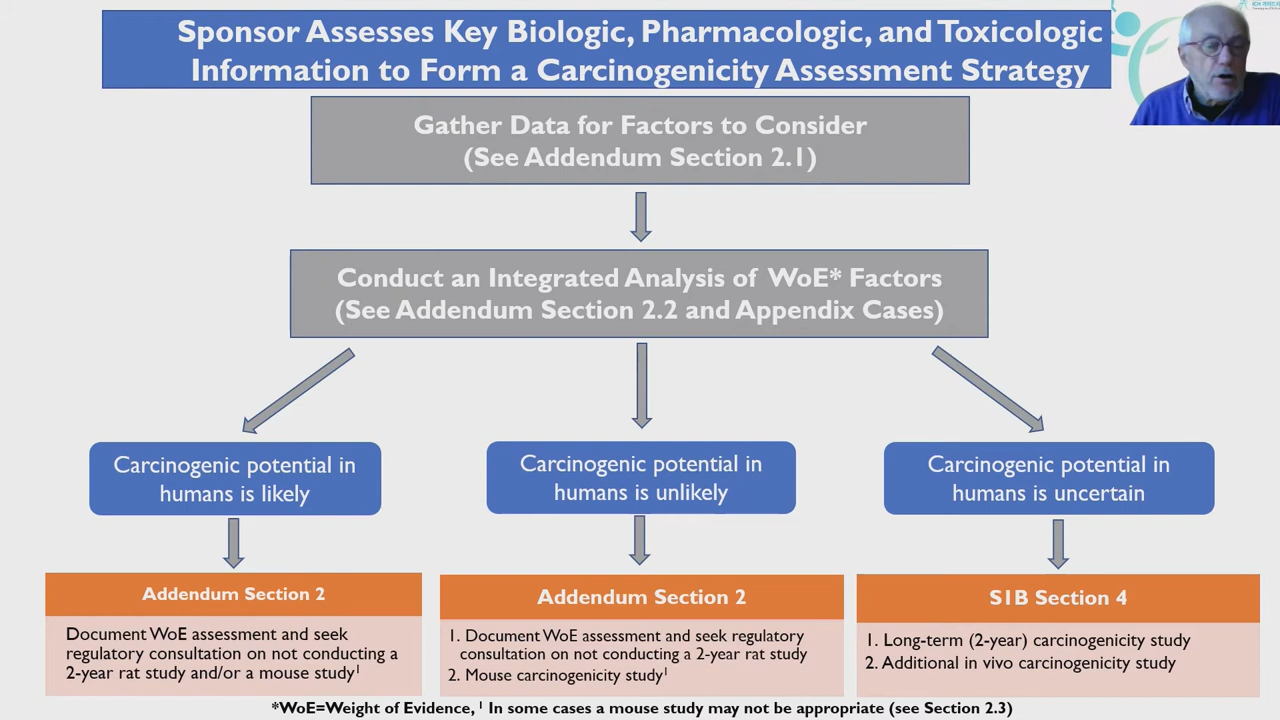 Sponsor Assesses Key Biologic, Pharmacologic, and Toxicologic
Information to Form a Carcinogenicity Assessment Strategy
Gather Data for Factors to Consider
(See Addendum Section 2.1)
Conduct an Integrated Analysis of WoE* Factors
(See Addendum Section 2.2 and Appendix Cases)
Carcinogenic potential in
humans is likely
Carcinogenic potential in
humans is unlikely
Carcinogenic potential in
humans is uncertain
Addendum Section 2
Document WoE assessment and seek
regulatory consultation on not conducting a
2-year rat study and/or a mouse study¹
Addendum Section 2
1. Document WoE assessment and seek regulatory
consultation on not conducting a 2-year rat study
2. Mouse carcinogenicity study¹
S1B Section 4
1. Long-term (2-year) carcinogenicity study
2. Additional in vivo carcinogenicity study
*WoE=Weight of Evidence, ¹ In some cases a mouse study may not be appropriate (see Section 2.3)